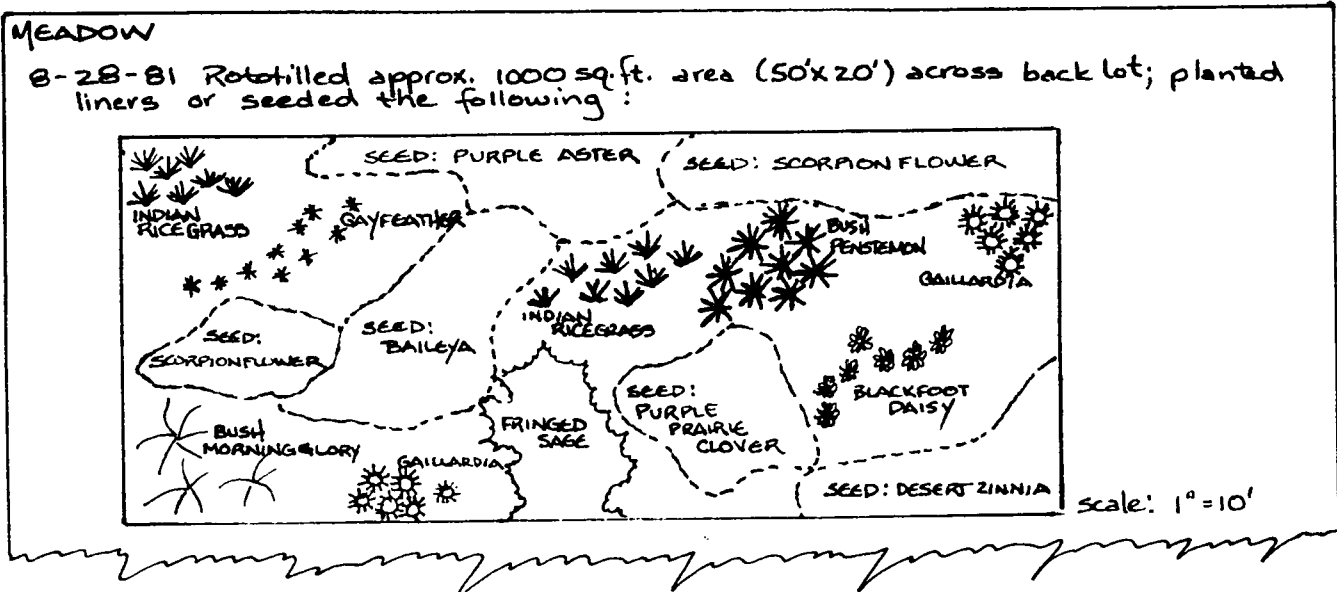 MEADOW
8-28-81 Rototilled approx. 1000 sq.ft. area (50'x20') across back lot; planted
liners or seeded the following:
SEED: PURPLE ASTER
SEED: SCORPION FLOWER
INDIAN
RICEGRASS
GAYFEATHER
BUSH
PENSTEMON
GAILLARDIA
INDIAN
RICEGRASS
SEED:
SCORPIONFLOWER
SEED:
BAILEYA
SEED:
PURPLE
PRAIRIE
CLOVER
BLACKFOOT
DAISY
FRINGED
SAGE
BUSH
MORNINGGLORY
GAILLARDIA
SEED: DESERT ZINNIA
scale: 1"=10'